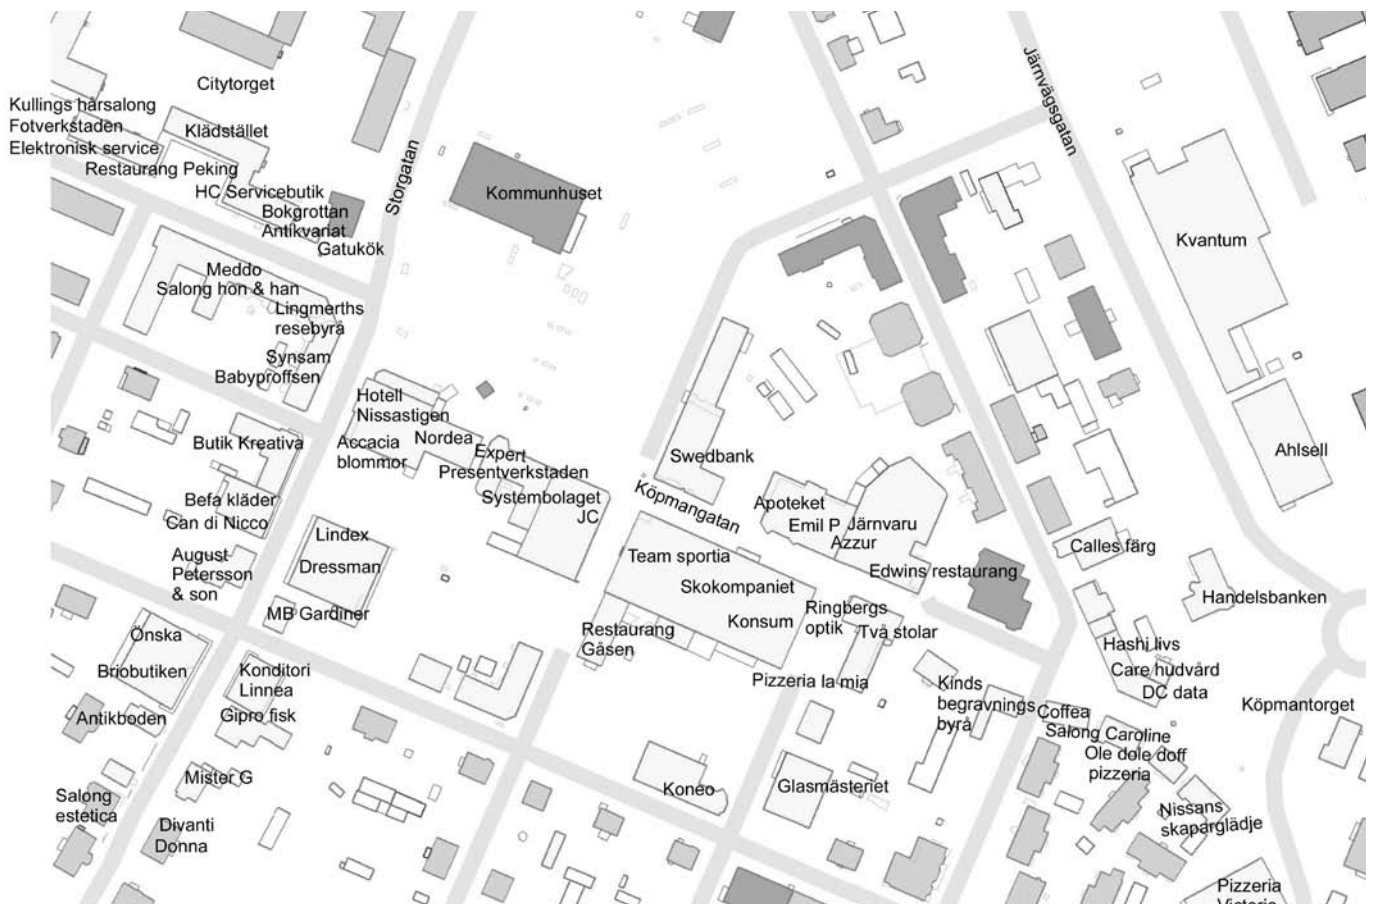 Citytorget
Kullings hårsalong
Fotverkstaden
Elektronisk service
Klädstället
Restaurang Peking
HC Servicebutik
Bokgrottan
Antikvariat
Gatukök
Storgatan
Kommunhuset
Järnvägsgatan
Kvantum
Meddo
Salong hon & han
Lingmerths
resebyrå
Synsam
Babyproffsen
Hotell
Nissastigen
Accacia
blommor
Nordea
Expert
Presentverkstaden
Systembolaget
JC
Butik Kreativa
Befa kläder
Can di Nicco
August
Petersson
& son
Lindex
Dressman
MB Gardiner
Swedbank
Köpmangatan
Apoteket
Emil P
Järnvaru
Azzur
Ahlsell
Team sportia
Skokompaniet
Konsum
Edwins restaurang
Calles färg
Handelsbanken
Restaurang
Gåsen
Ringbergs
optik
Två stolar
Pizzeria la mia
Hashi livs
Care hudvård
DC data
Köpmantorget
Önska
Briobutiken
Antikboden
Konditori
Linnea
Gipro fisk
Mister G
Salong
estetica
Divanti
Donna
Kinds
begravnings
byrå
Coffea
Salong Caroline
Ole dole doff
pizzeria
Koneo
Glasmästeriet
Nissans
skaparglädje
Pizzeria
Victoria